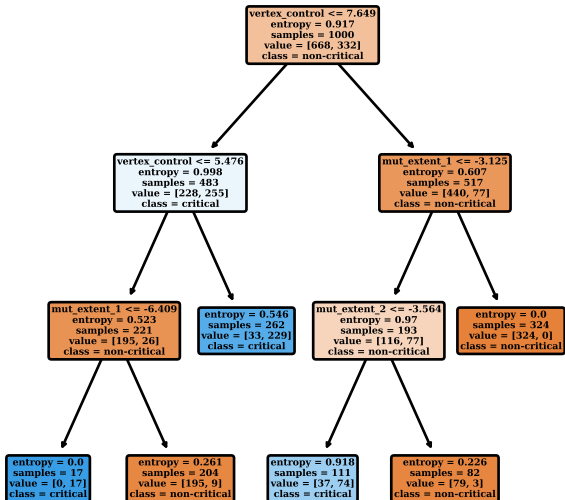 vertex_control <= 7.649
entropy = 0.917
samples = 1000
value = [668, 332]
class = non-critical
vertex_control <= 5.476
entropy = 0.998
samples = 483
value = [228, 255]
class = critical
mut_extent_1 <= -3.125
entropy = 0.607
samples = 517
value = [440, 77]
class = non-critical
mut_extent_1 <= -6.409
entropy = 0.523
samples = 221
value = [195, 26]
class = non-critical
entropy = 0.546
samples = 262
value = [33, 229]
class = critical
mut_extent_2 <= -3.564
entropy = 0.97
samples = 193
value = [116, 77]
class = non-critical
entropy = 0.0
samples = 324
value = [324, 0]
class = non-critical
entropy = 0.0
samples = 17
value = [0, 17]
class = critical
entropy = 0.261
samples = 204
value = [195, 9]
class = non-critical
entropy = 0.918
samples = 111
value = [37, 74]
class = critical
entropy = 0.226
samples = 82
value = [79, 3]
class = non-critical